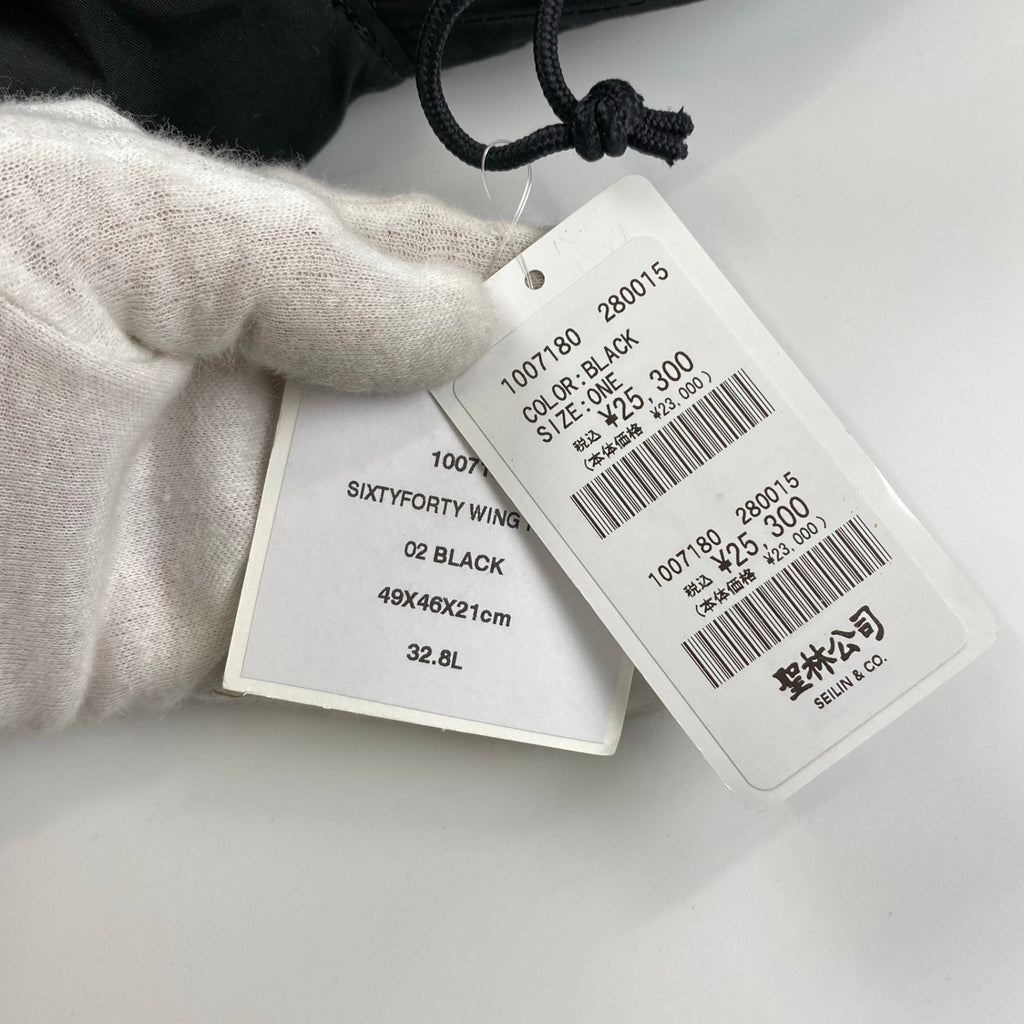 1007180 280015
COLOR:BLACK
SIZE:ONE
税込 ¥25,300
(本体価格 ¥23,000)
1007180 280015
税込 ¥25,300
(本体価格 ¥23,000)
聖林公司
SEILIN & CO.
1007
SIXTYFORTY WING
02 BLACK
49X46X21cm
32.8L